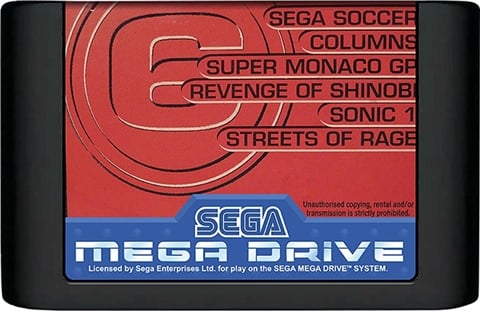 6
SEGA SOCCER
COLUMNS
SUPER MONACO GP
REVENGE OF SHINOBI
SONIC 1
STREETS OF RAGE
Unauthorised copying, rental and/or
transmission is strictly prohibited.
SEGA
MEGA DRIVE
Licensed by Sega Enterprises Ltd. for play on the SEGA MEGA DRIVE™ SYSTEM.